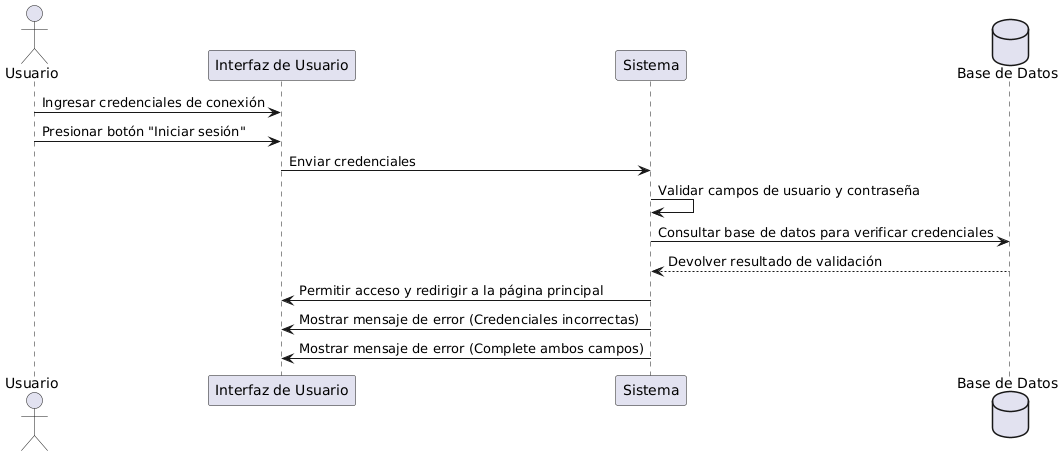 Usuario
Interfaz de Usuario
Sistema
Base de Datos
Ingresar credenciales de conexión
Presionar botón "Iniciar sesión"
Enviar credenciales
Validar campos de usuario y contraseña
Consultar base de datos para verificar credenciales
Devolver resultado de validación
Permitir acceso y redirigir a la página principal
Mostrar mensaje de error (Credenciales incorrectas)
Mostrar mensaje de error (Complete ambos campos)
Usuario
Interfaz de Usuario
Sistema
Base de Datos